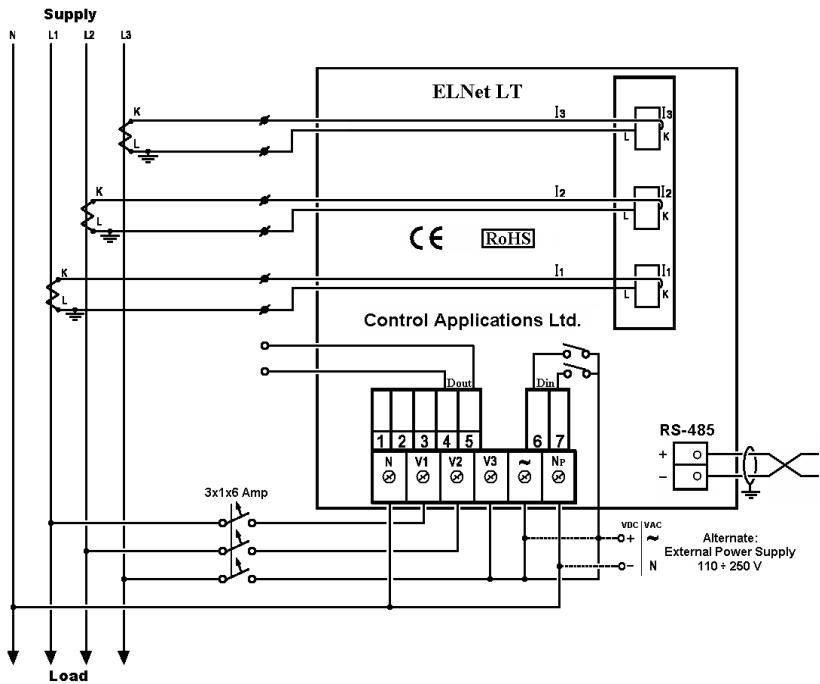 Supply
N L1 L2 L3
ELNet LT
K I3 I3
L L K
K I2 I2
L L K
CE RoHS
K I1 I1
L L K
Control Applications Ltd.
Dout Din
1 2 3 4 5 6 7
RS-485
+
−
N V1 V2 V3 ~ NP
3x1x6 Amp
VDC VAC
+ ~
− N
Alternate:
External Power Supply
110 ÷ 250 V
Load